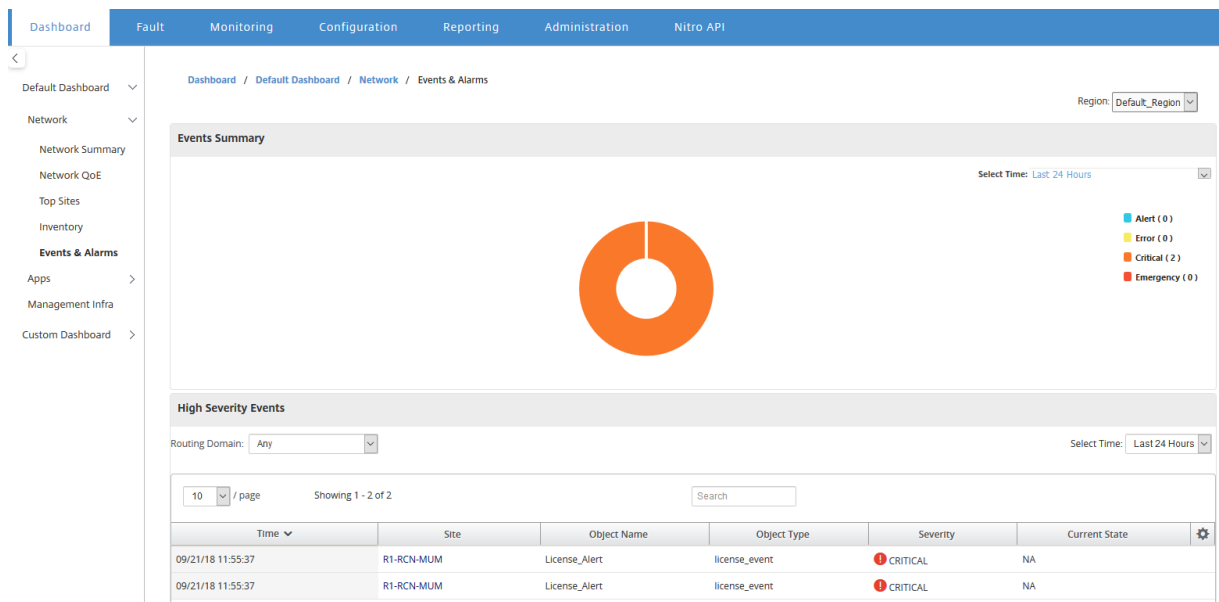 Dashboard Fault Monitoring Configuration Reporting Administration Nitro API
Default Dashboard
Network
Network Summary
Network QoE
Top Sites
Inventory
Events & Alarms
Apps
Management Infra
Custom Dashboard
Dashboard / Default Dashboard / Network / Events & Alarms
Region: Default_Region
Events Summary
Select Time: Last 24 Hours
Alert ( 0 )
Error ( 0 )
Critical ( 2 )
Emergency ( 0 )
High Severity Events
Routing Domain: Any Select Time: Last 24 Hours
10 / page Showing 1 - 2 of 2 Search
Time Site Object Name Object Type Severity Current State
09/21/18 11:55:37 R1-RCN-MUM License_Alert license_event CRITICAL NA
09/21/18 11:55:37 R1-RCN-MUM License_Alert license_event CRITICAL NA